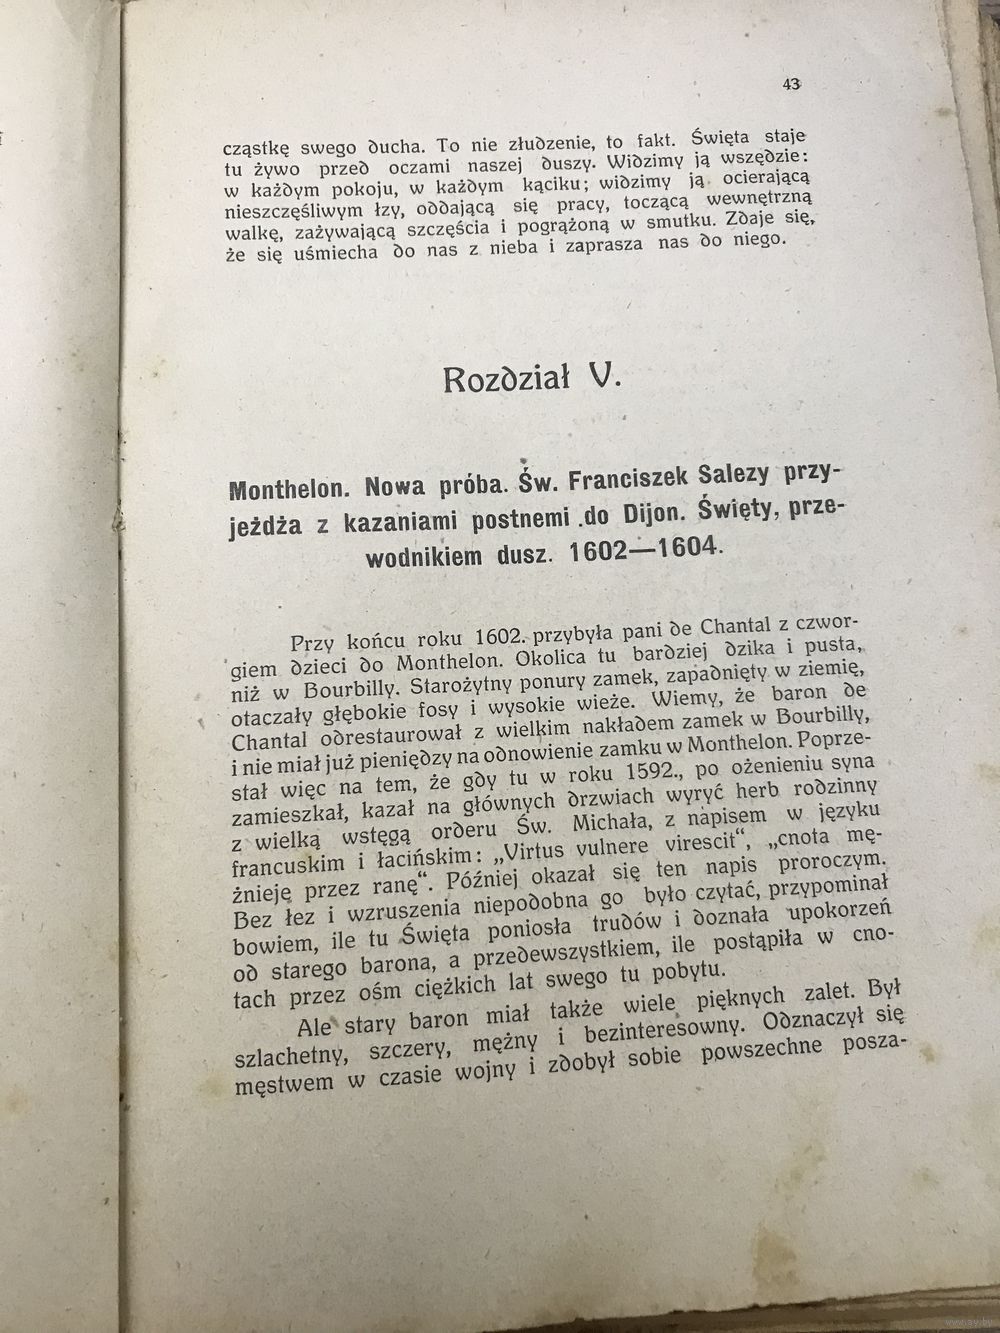 43
cząstkę swego ducha. To nie złudzenie, to fakt. Święta staje
tu żywo przed oczami naszej duszy. Widzimy ją wszędzie:
w każdym pokoju, w każdym kąciku; widzimy ją ocierającą
nieszczęśliwym łzy, oddającą się pracy, toczącą wewnętrzną
walkę, zażywającą szczęścia i pogrążoną w smutku. Zdaje się,
że się uśmiecha do nas z nieba i zaprasza nas do niego.
Rozdział V.
Monthelon. Nowa próba. Św. Franciszek Salezy przy-
jeżdża z kazaniami postnemi do Dijon. Święty, prze-
wodnikiem dusz. 1602—1604.
Przy końcu roku 1602. przybyła pani de Chantal z czwor-
giem dzieci do Monthelon. Okolica tu bardziej dzika i pusta,
niż w Bourbilly. Starożytny ponury zamek, zapadnięty w ziemię,
otaczały głębokie fosy i wysokie wieże. Wiemy, że baron de
Chantal odrestaurował z wielkim nakładem zamek w Bourbilly,
i nie miał już pieniędzy na odnowienie zamku w Monthelon. Poprze-
stał więc na tem, że gdy tu w roku 1592., po ożenieniu syna
zamieszkał, kazał na głównych drzwiach wyryć herb rodzinny
z wielką wstęgą orderu Św. Michała, z napisem w języku
francuskim i łacińskim: „Virtus vulnere virescit“, „cnota mę-
żnieję przez ranę“. Później okazał się ten napis proroczym.
Bez łez i wzruszenia niepodobna go było czytać, przypominał
bowiem, ile tu Święta poniosła trudów i doznała upokorzeń
od starego barona, a przedewszystkiem, ile postąpiła w cno-
tach przez ośm ciężkich lat swego tu pobytu.
Ale stary baron miał także wiele pięknych zalet. Był
szlachetny, szczery, mężny i bezinteresowny. Odznaczył się
męstwem w czasie wojny i zdobył sobie powszechne posza-
www.ay.by